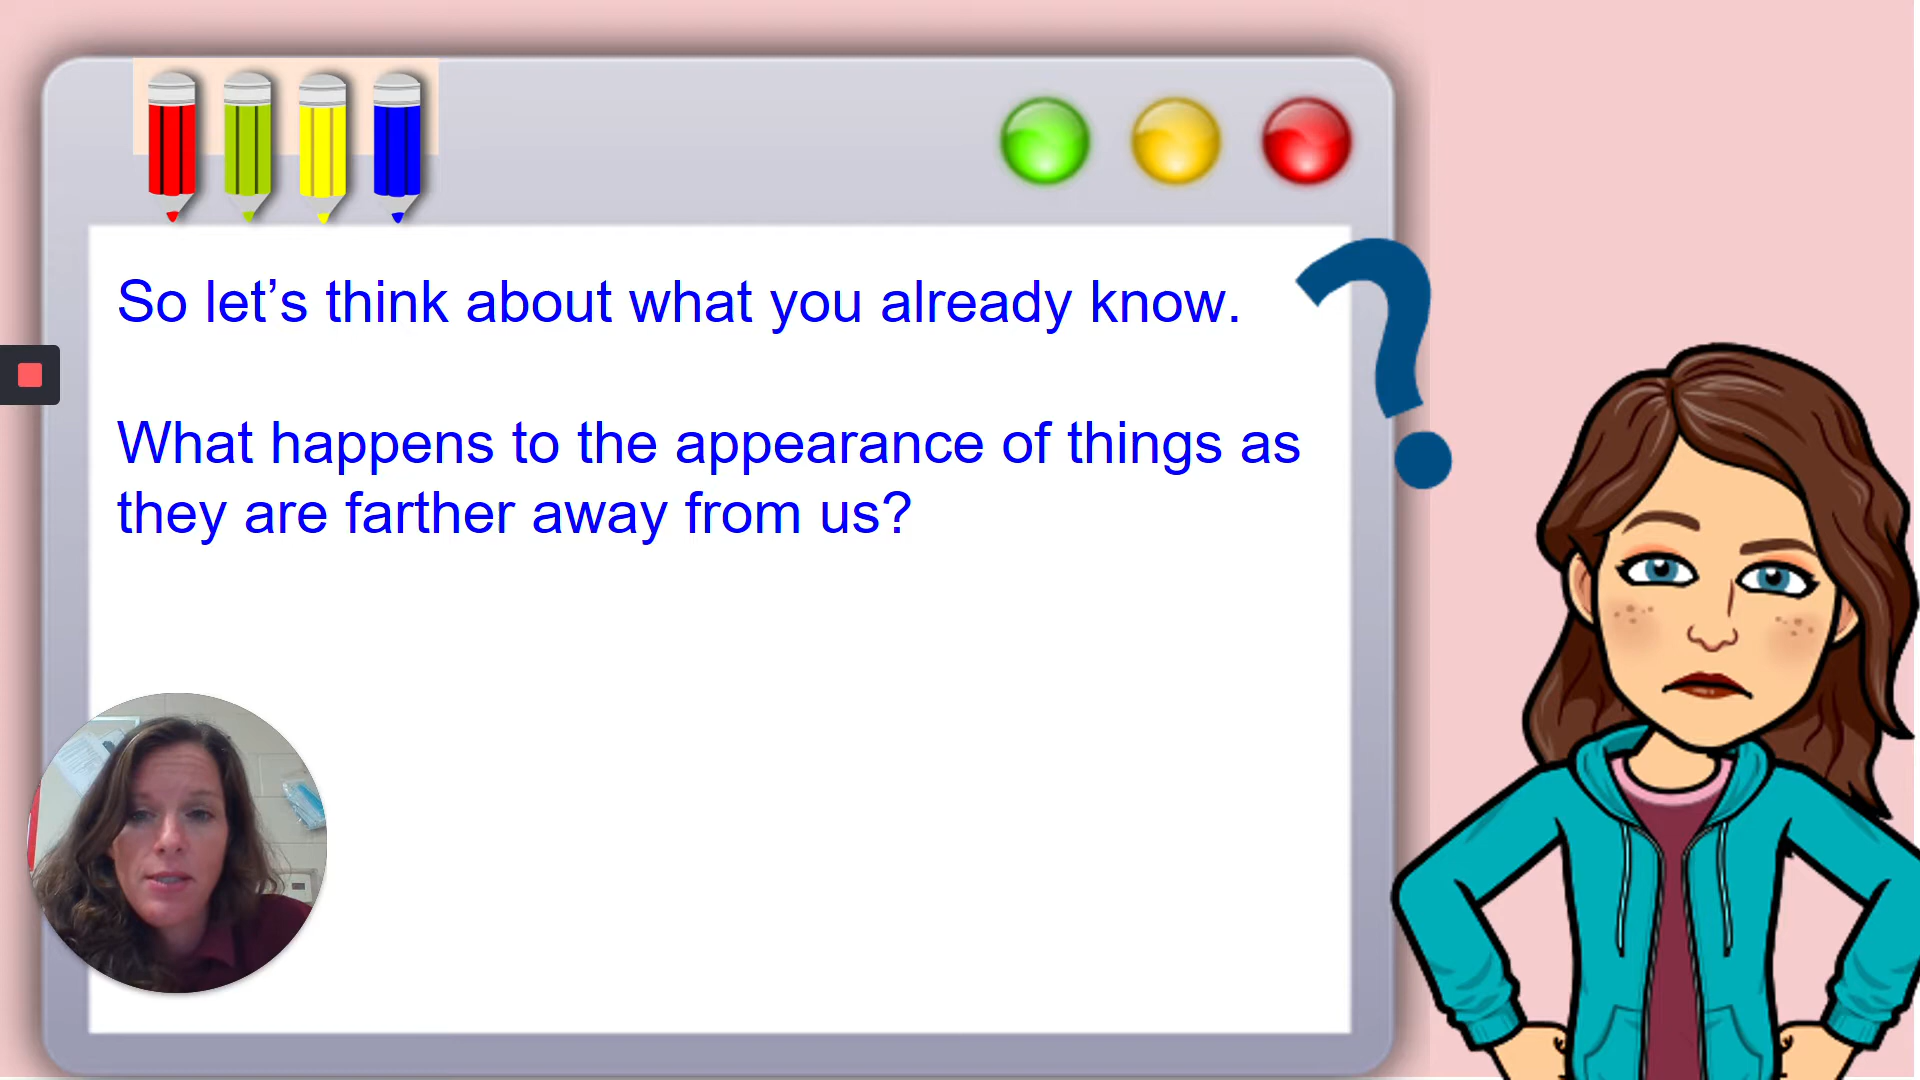 So let’s think about what you already know.
What happens to the appearance of things as
they are farther away from us?